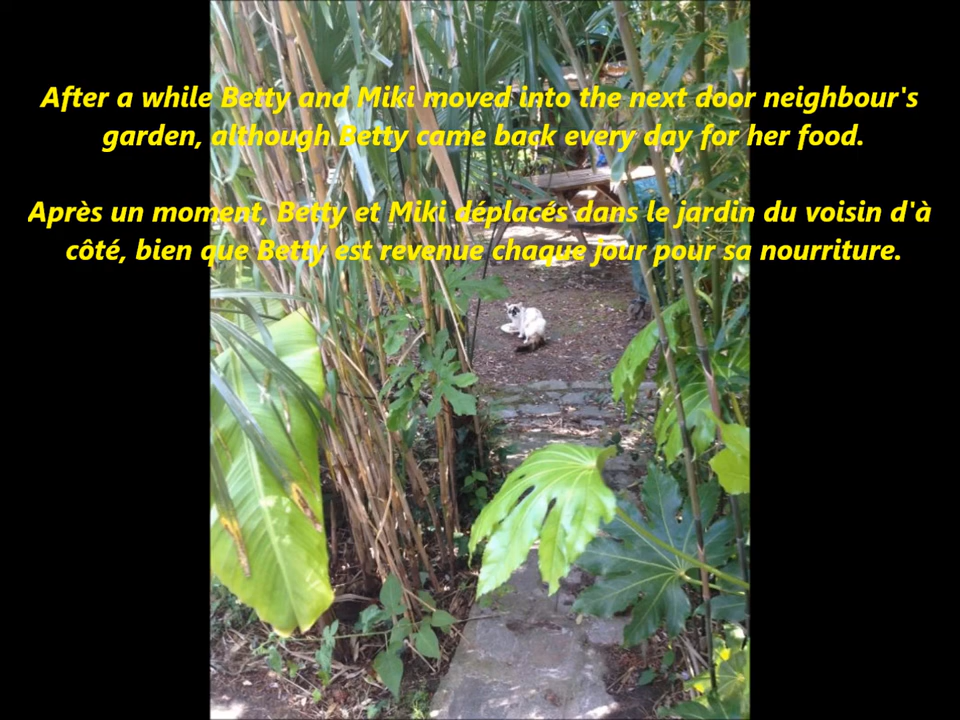 After a while Betty and Miki moved into the next door neighbour's
garden, although Betty came back every day for her food.
Après un moment, Betty et Miki déplacés dans le jardin du voisin d'à
côté, bien que Betty est revenue chaque jour pour sa nourriture.